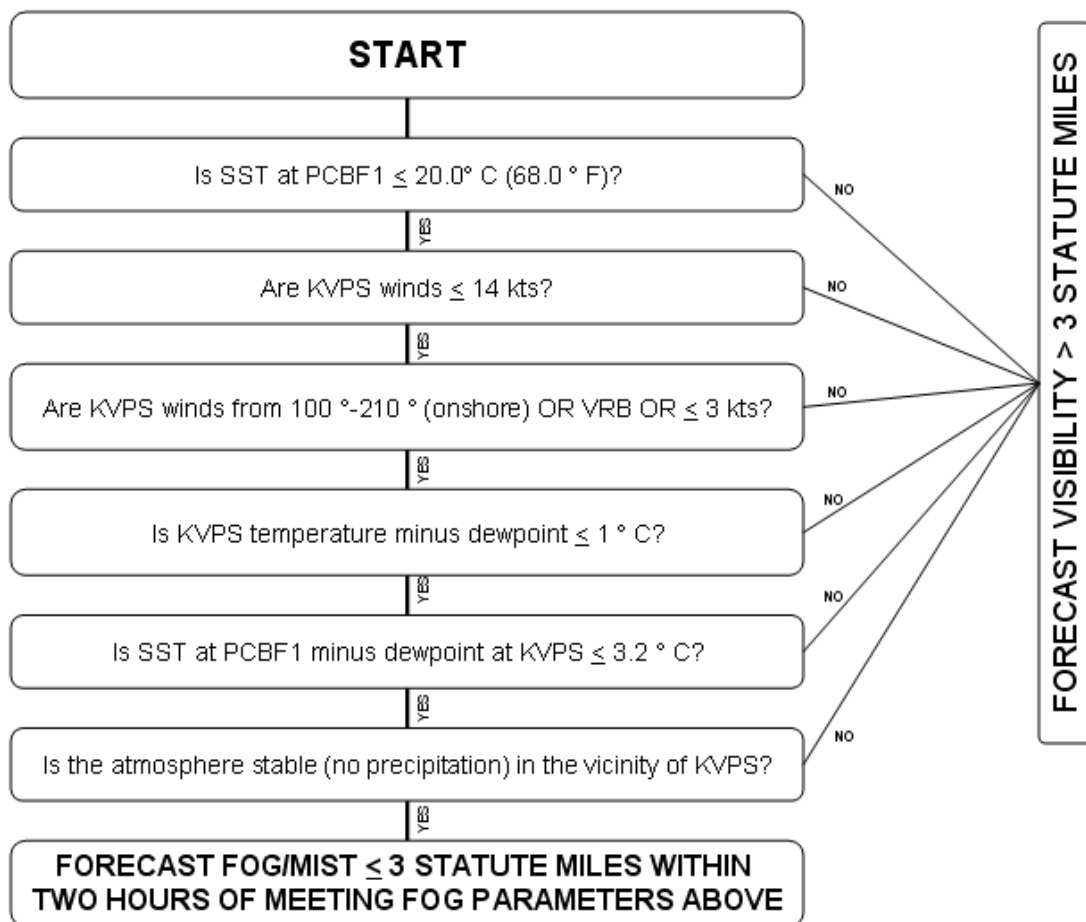 START
Is SST at PCBF1 ≤ 20.0° C (68.0 ° F)?
NO
YES
Are KVPS winds ≤ 14 kts?
NO
YES
Are KVPS winds from 100 °-210 ° (onshore) OR VRB OR ≤ 3 kts?
NO
YES
Is KVPS temperature minus dewpoint ≤ 1 ° C?
NO
YES
Is SST at PCBF1 minus dewpoint at KVPS ≤ 3.2 ° C?
NO
YES
Is the atmosphere stable (no precipitation) in the vicinity of KVPS?
NO
YES
FORECAST FOG/MIST ≤ 3 STATUTE MILES WITHIN
TWO HOURS OF MEETING FOG PARAMETERS ABOVE
FORECAST VISIBILITY > 3 STATUTE MILES